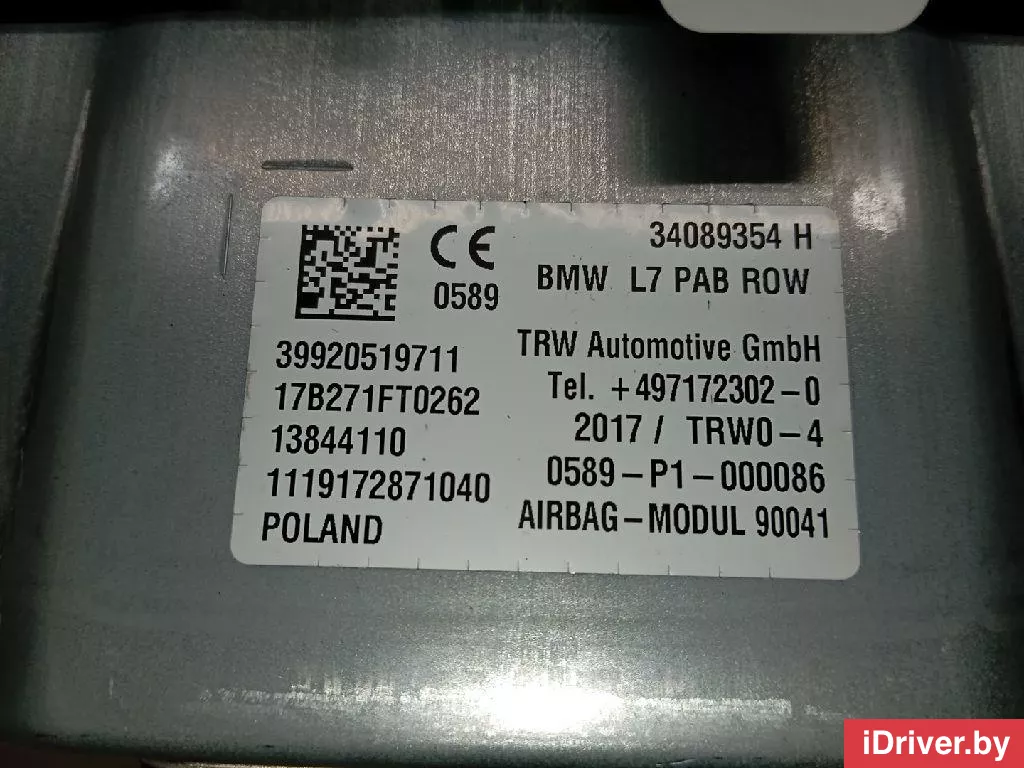 34089354 H
CE
0589
BMW L7 PAB ROW
39920519711
17B271FT0262
13844110
1119172871040
POLAND
TRW Automotive GmbH
Tel. +497172302-0
2017 / TRW0-4
0589-P1-000086
AIRBAG-MODUL 90041
iDriver.by